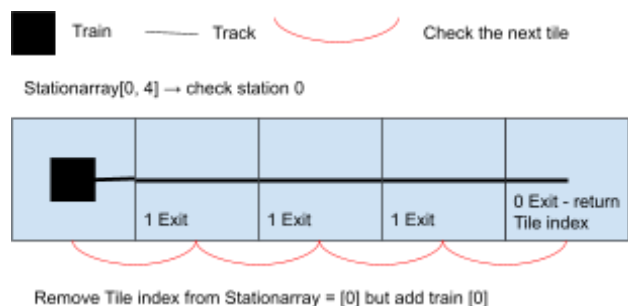 Train
Track
Check the next tile
Stationarray[0, 4] → check station 0
1 Exit
1 Exit
1 Exit
0 Exit - return
Tile index
Remove Tile index from Stationarray = [0] but add train [0]